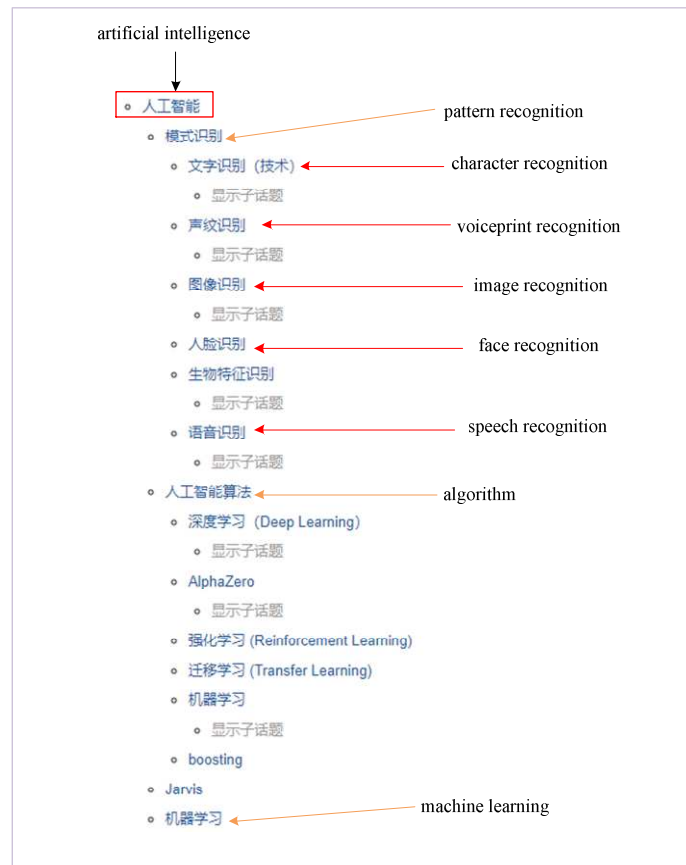 artificial intelligence
人工智能
模式识别
pattern recognition
文字识别（技术）
character recognition
显示子话题
声纹识别
voiceprint recognition
显示子话题
图像识别
image recognition
显示子话题
人脸识别
face recognition
生物特征识别
显示子话题
语音识别
speech recognition
显示子话题
人工智能算法
algorithm
深度学习（Deep Learning）
显示子话题
AlphaZero
显示子话题
强化学习 (Reinforcement Learning)
迁移学习 (Transfer Learning)
机器学习
显示子话题
boosting
Jarvis
机器学习
machine learning